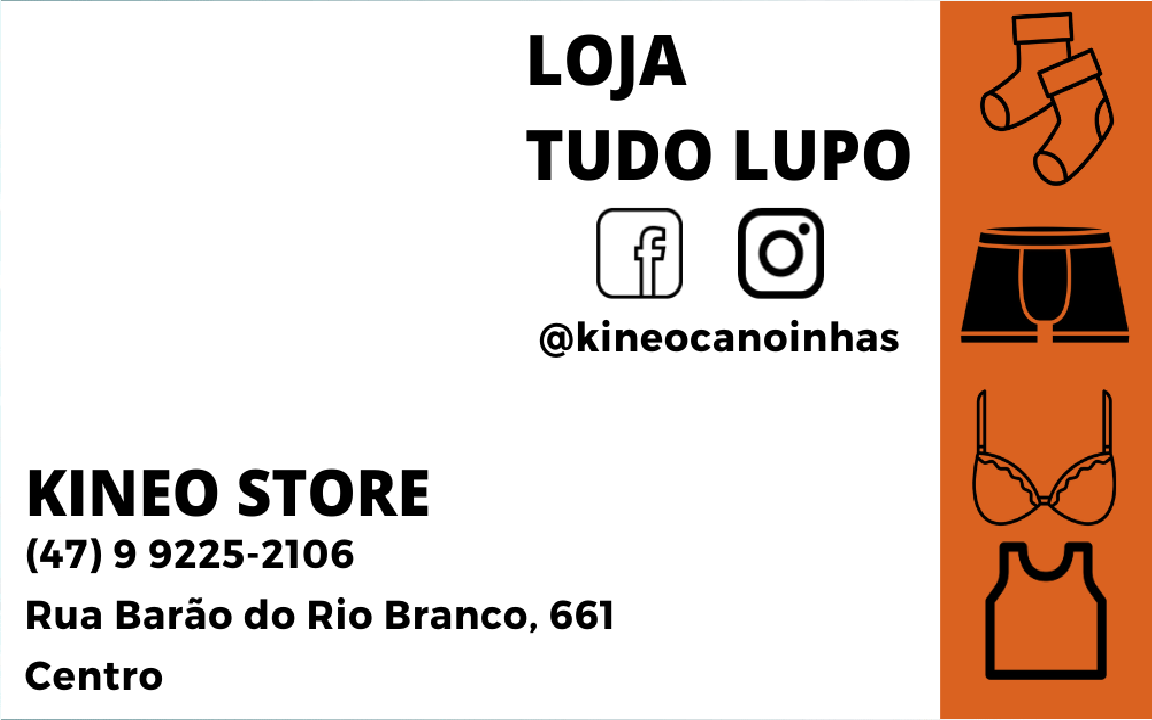 LOJA
TUDO LUPO
@kineocanoinhas
KINEO STORE
(47) 9 9225-2106
Rua Barão do Rio Branco, 661
Centro